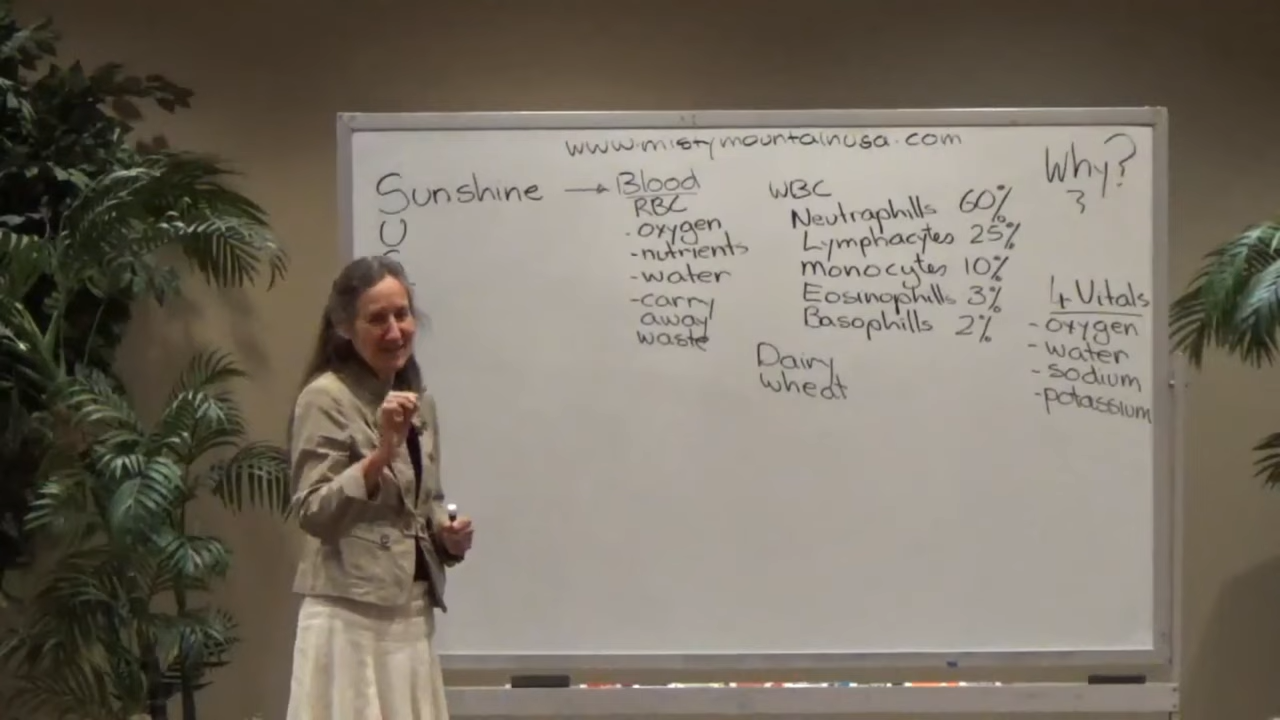 www.mistymountainusa.com
Sunshine → Blood
U
RBC
- oxygen
- nutrients
- water
- carry
away
waste
WBC
Neutraphills 60%
Lymphacytes 25%
monocytes 10%
Eosinophills 3%
Basophills 2%
Dairy
wheat
Why?
4 Vitals
- oxygen
- water
- sodium
- potassium